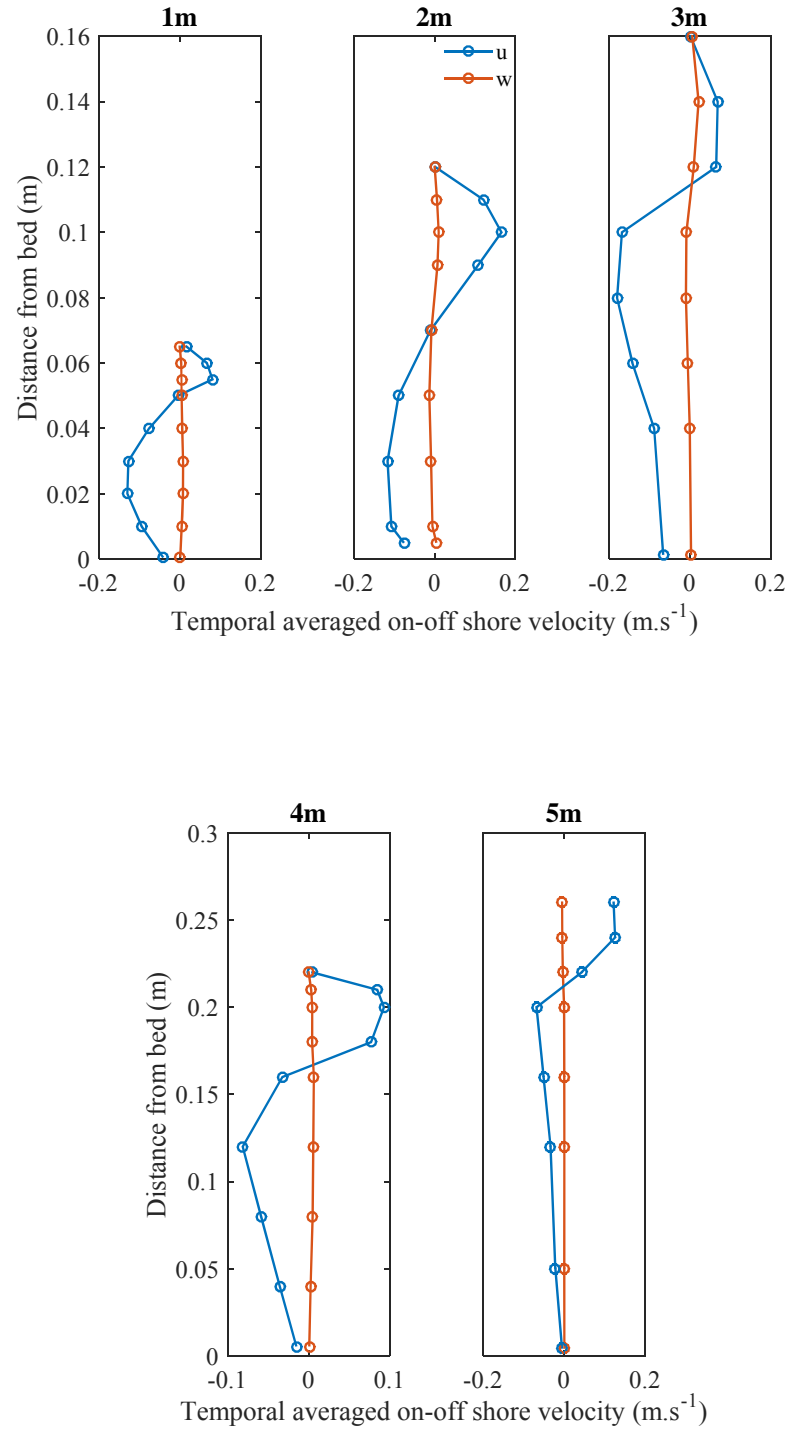 1m 2m 3m
u
w
0.16
0.14
0.12
0.1
0.08
0.06
0.04
0.02
0
Distance from bed (m)
-0.2 0 0.2 -0.2 0 0.2 -0.2 0 0.2
Temporal averaged on-off shore velocity (m.s-1)
4m 5m
0.3
0.25
0.2
0.15
0.1
0.05
0
Distance from bed (m)
-0.1 0 0.1 -0.2 0 0.2
Temporal averaged on-off shore velocity (m.s-1)